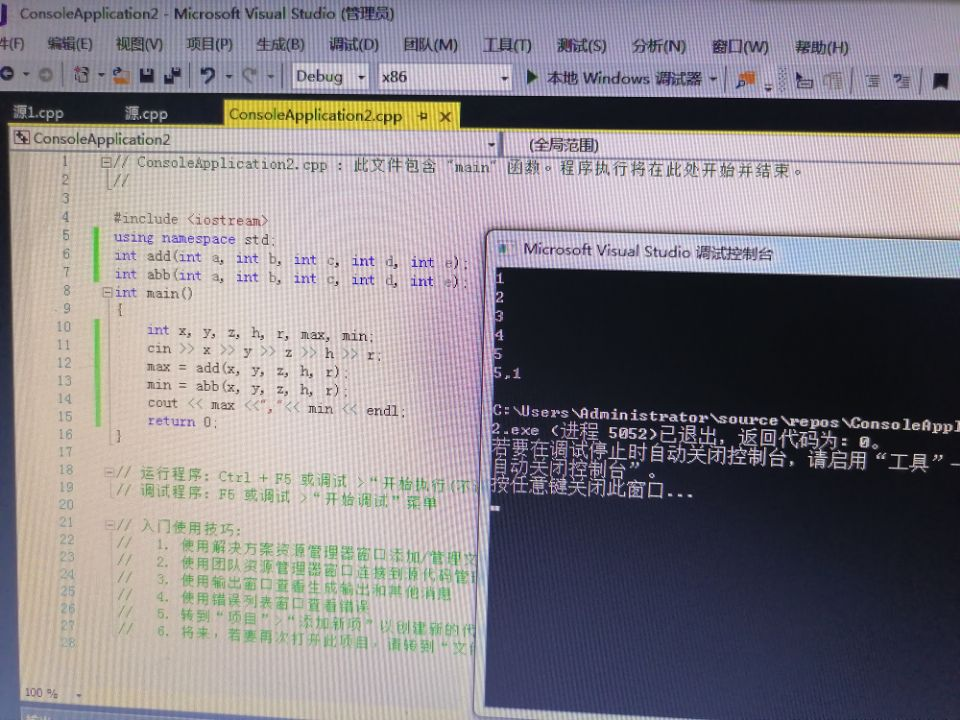 ConsoleApplication2 - Microsoft Visual Studio (管理员)
件(F) 编辑(E) 视图(V) 项目(P) 生成(B) 调试(D) 团队(M) 工具(T) 测试(S) 分析(N) 窗口(W) 帮助(H)
Debug x86 本地 Windows 调试器
源1.cpp 源.cpp ConsoleApplication2.cpp
ConsoleApplication2 (全局范围)
1 // ConsoleApplication2.cpp : 此文件包含 "main" 函数。程序执行将在此处开始并结束。
2 //
3
4 #include <iostream>
5 using namespace std;
6 int add(int a, int b, int c, int d, int e);
7 int abb(int a, int b, int c, int d, int e);
8 int main()
9 {
10 int x, y, z, h, r, max, min;
11 cin >> x >> y >> z >> h >> r;
12 max = add(x, y, z, h, r);
13 min = abb(x, y, z, h, r);
14 cout << max <<","<< min << endl;
15 return 0;
16 }
17
18 // 运行程序: Ctrl + F5 或调试 >“开始执行(不
19 // 调试程序: F5 或调试 >“开始调试”菜单
20
21 // 入门使用技巧:
22 // 1. 使用解决方案资源管理器窗口添加/管理文
23 // 2. 使用团队资源管理器窗口连接到源代码管理
24 // 3. 使用输出窗口查看生成输出和其他消息
25 // 4. 使用错误列表窗口查看错误
26 // 5. 转到“项目”>“添加新项”以创建新的代
27 // 6. 将来，若要再次打开此项目，请转到“文件
28
100 %
Microsoft Visual Studio 调试控制台
1
2
3
4
5
5,1
C:\Users\Administrator\source\repos\ConsoleAppl
2.exe (进程 5052)已退出，返回代码为: 0。
若要在调试停止时自动关闭控制台，请启用“工具”-
自动关闭控制台”。
按任意键关闭此窗口...